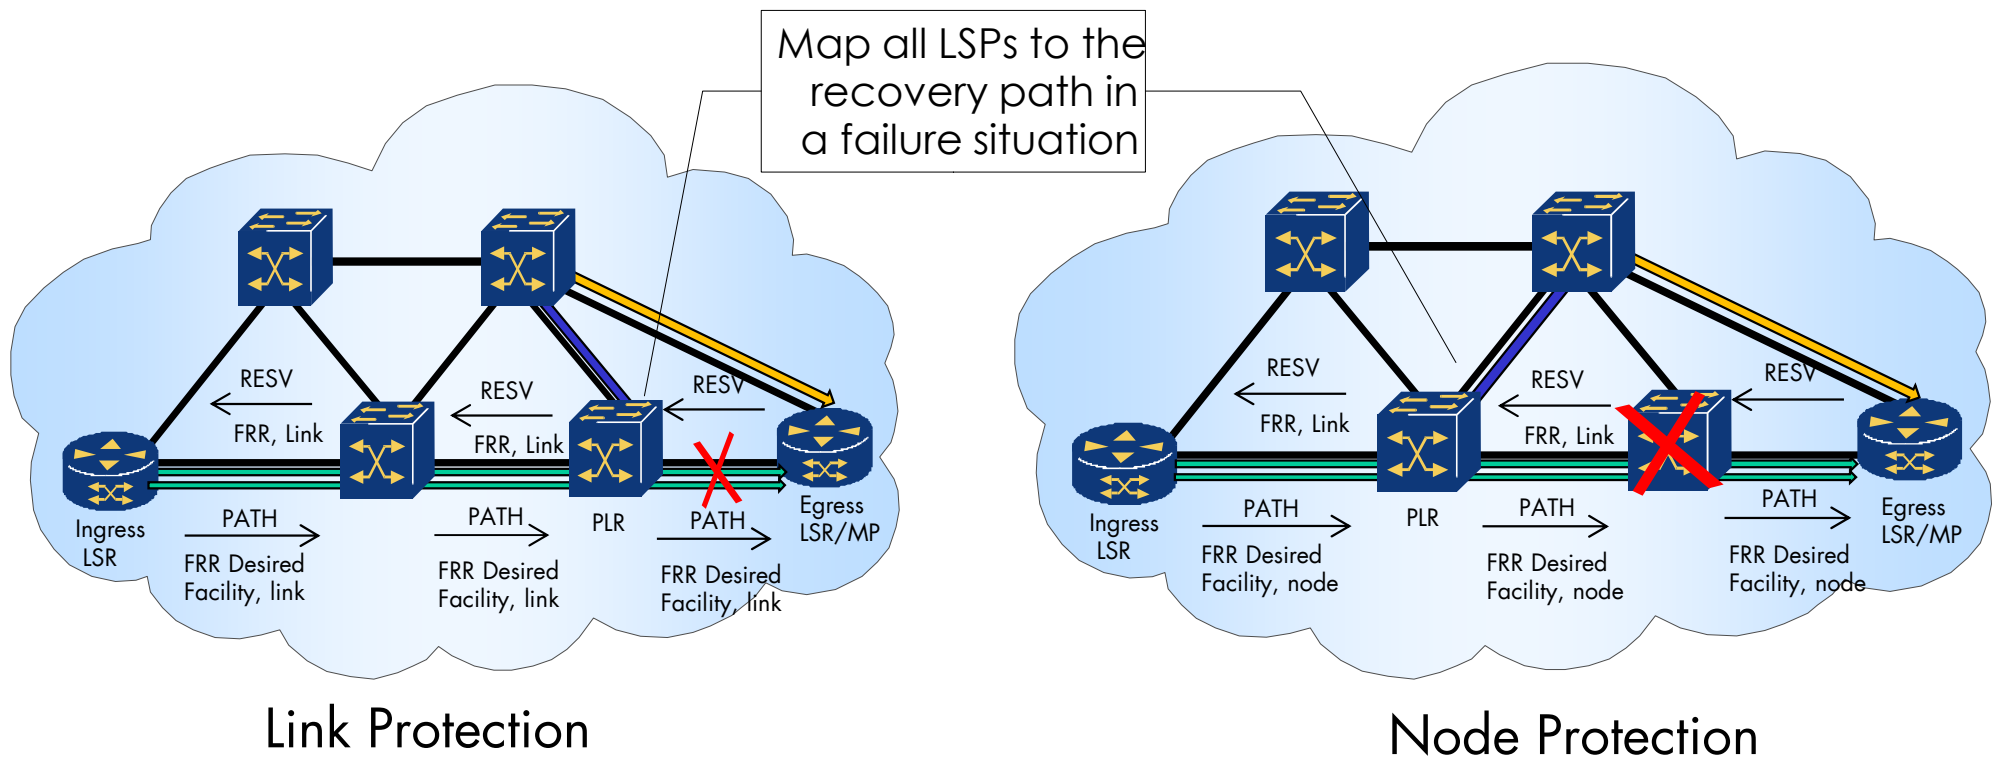 Map all LSPs to the
recovery path in
a failure situation
RESV
FRR, Link
RESV
FRR, Link
RESV
Ingress
LSR
PATH
FRR Desired
Facility, link
PATH
FRR Desired
Facility, link
PLR
PATH
FRR Desired
Facility, link
Egress
LSR/MP
Link Protection
RESV
FRR, Link
RESV
FRR, Link
RESV
Ingress
LSR
PATH
FRR Desired
Facility, node
PLR
PATH
FRR Desired
Facility, node
PATH
FRR Desired
Facility, node
Egress
LSR/MP
Node Protection